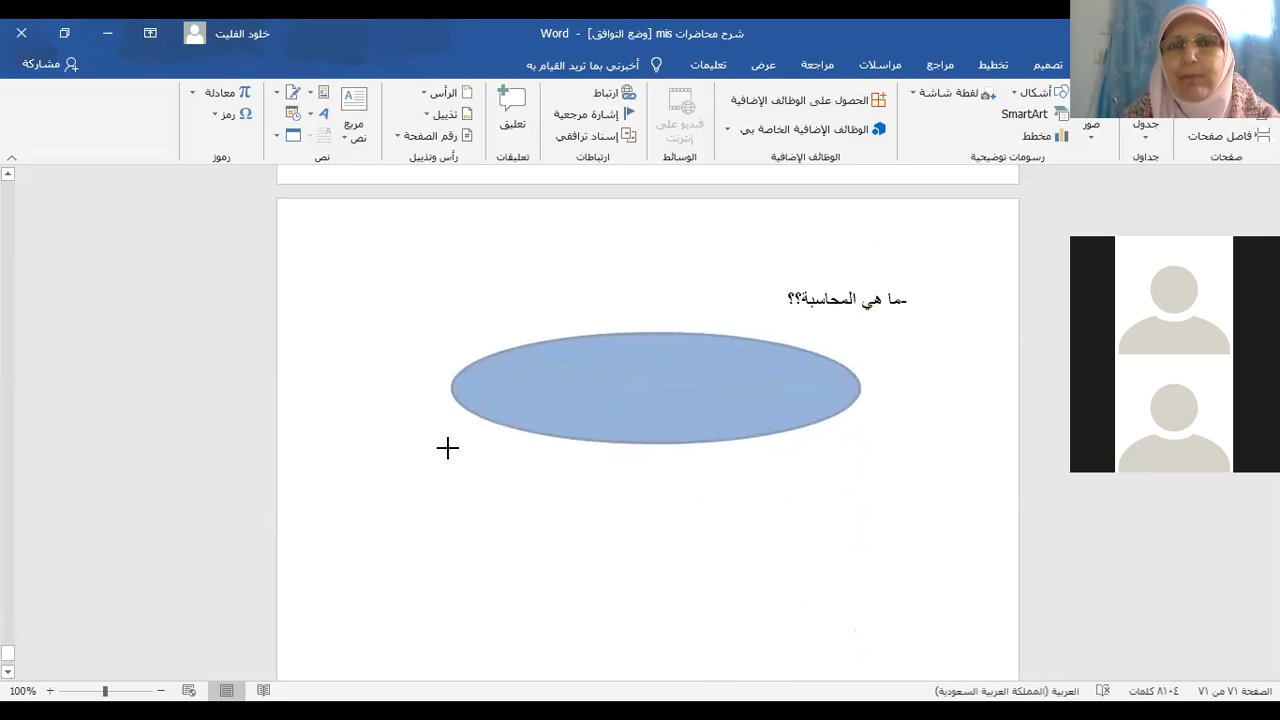 شرح محاضرات mis [وضع التوافق] - Word
خلود الفليت
تصميم
تخطيط
مراجع
مراسلات
مراجعة
عرض
تعليمات
أخبرني بما تريد القيام به
مشاركة
فاصل صفحات
صفحات
جدول
جداول
صور
أشكال
SmartArt
مخطط
لقطة شاشة
رسومات توضيحية
الحصول على الوظائف الإضافية
الوظائف الإضافية الخاصة بي
الوظائف الإضافية
فيديو على إنترنت
الوسائط
ارتباط
إشارة مرجعية
إسناد ترافقي
ارتباطات
تعليق
تعليقات
الرأس
تذييل
رقم الصفحة
رأس وتذييل
مربع نص
نص
معادلة
رمز
رموز
-ما هي المحاسبة؟؟
الصفحة ٧١ من ٧١
٨١٠٤ كلمات
العربية (المملكة العربية السعودية)
100%